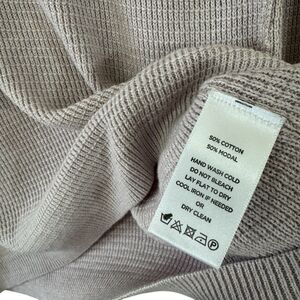 50% COTTON
50% MODAL
HAND WASH COLD
DO NOT BLEACH
LAY FLAT TO DRY
COOL IRON IF NEEDED
OR
DRY CLEAN